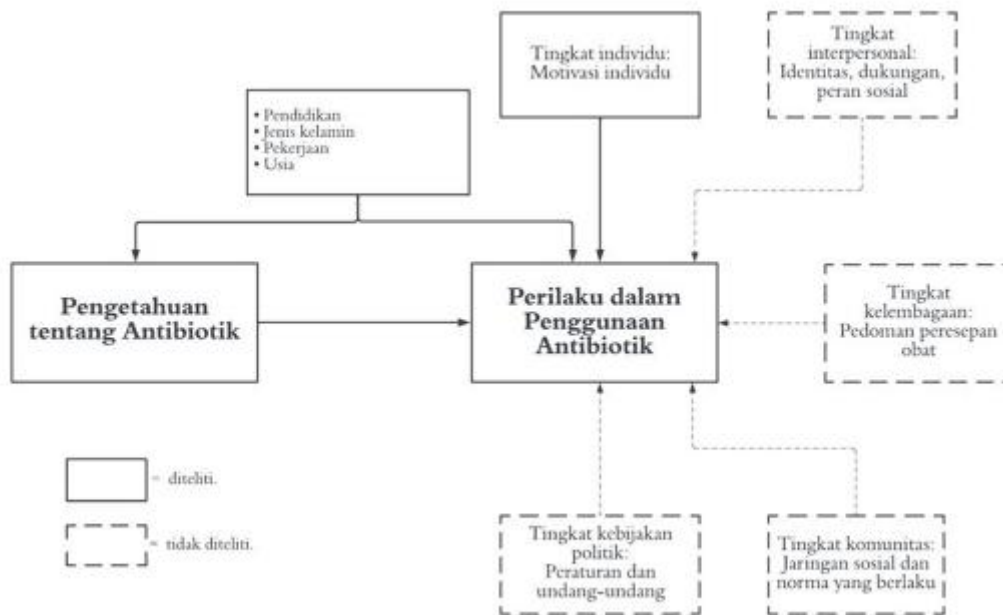 Tingkat individu:
Motivasi individu
Tingkat
interpersonal:
Identitas, dukungan,
peran sosial
• Pendidikan
• Jenis kelamin
• Pekerjaan
• Usia
Pengetahuan
tentang Antibiotik
Perilaku dalam
Penggunaan
Antibiotik
Tingkat
kelembagaan:
Pedoman peresepan
obat
= diteliti.
= tidak diteliti.
Tingkat kebijakan
politik:
Peraturan dan
undang-undang
Tingkat komunitas:
Jaringan sosial dan
norma yang berlaku